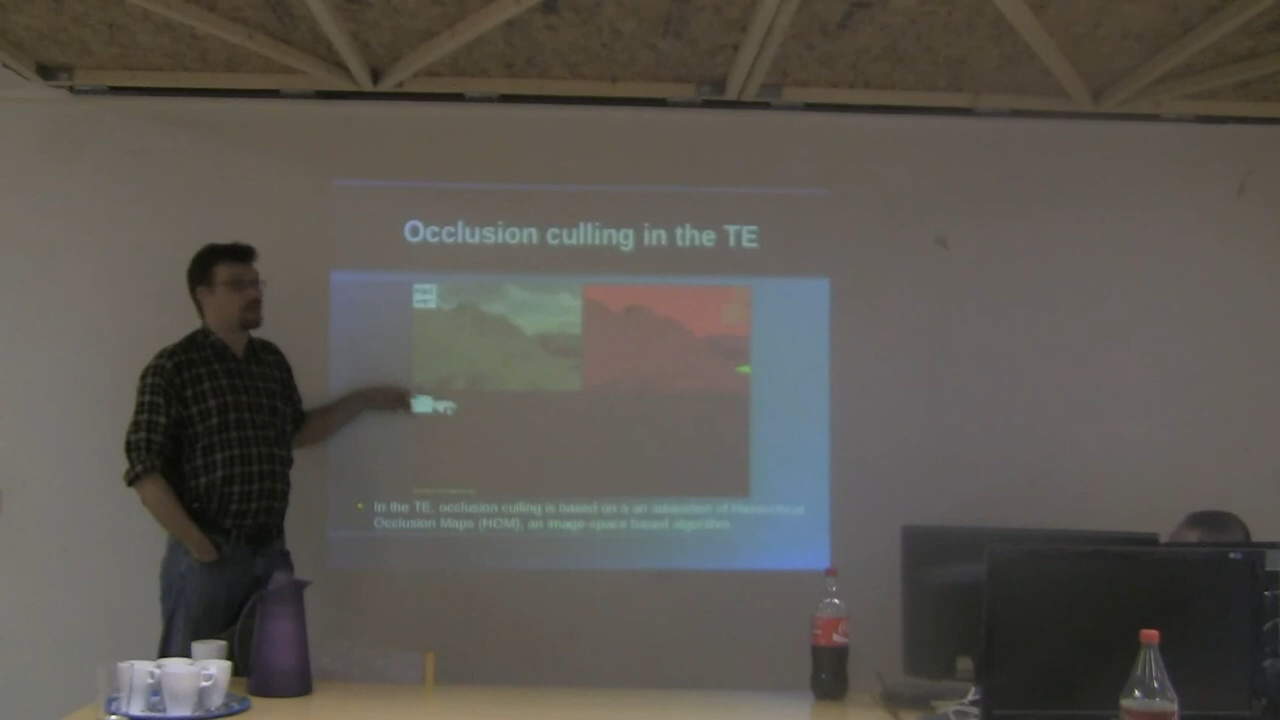 Occlusion culling in the TE
In the TE, occlusion culling is based on a an adaption of Hierarchical
Occlusion Maps (HOM), an image-space based algorithm.